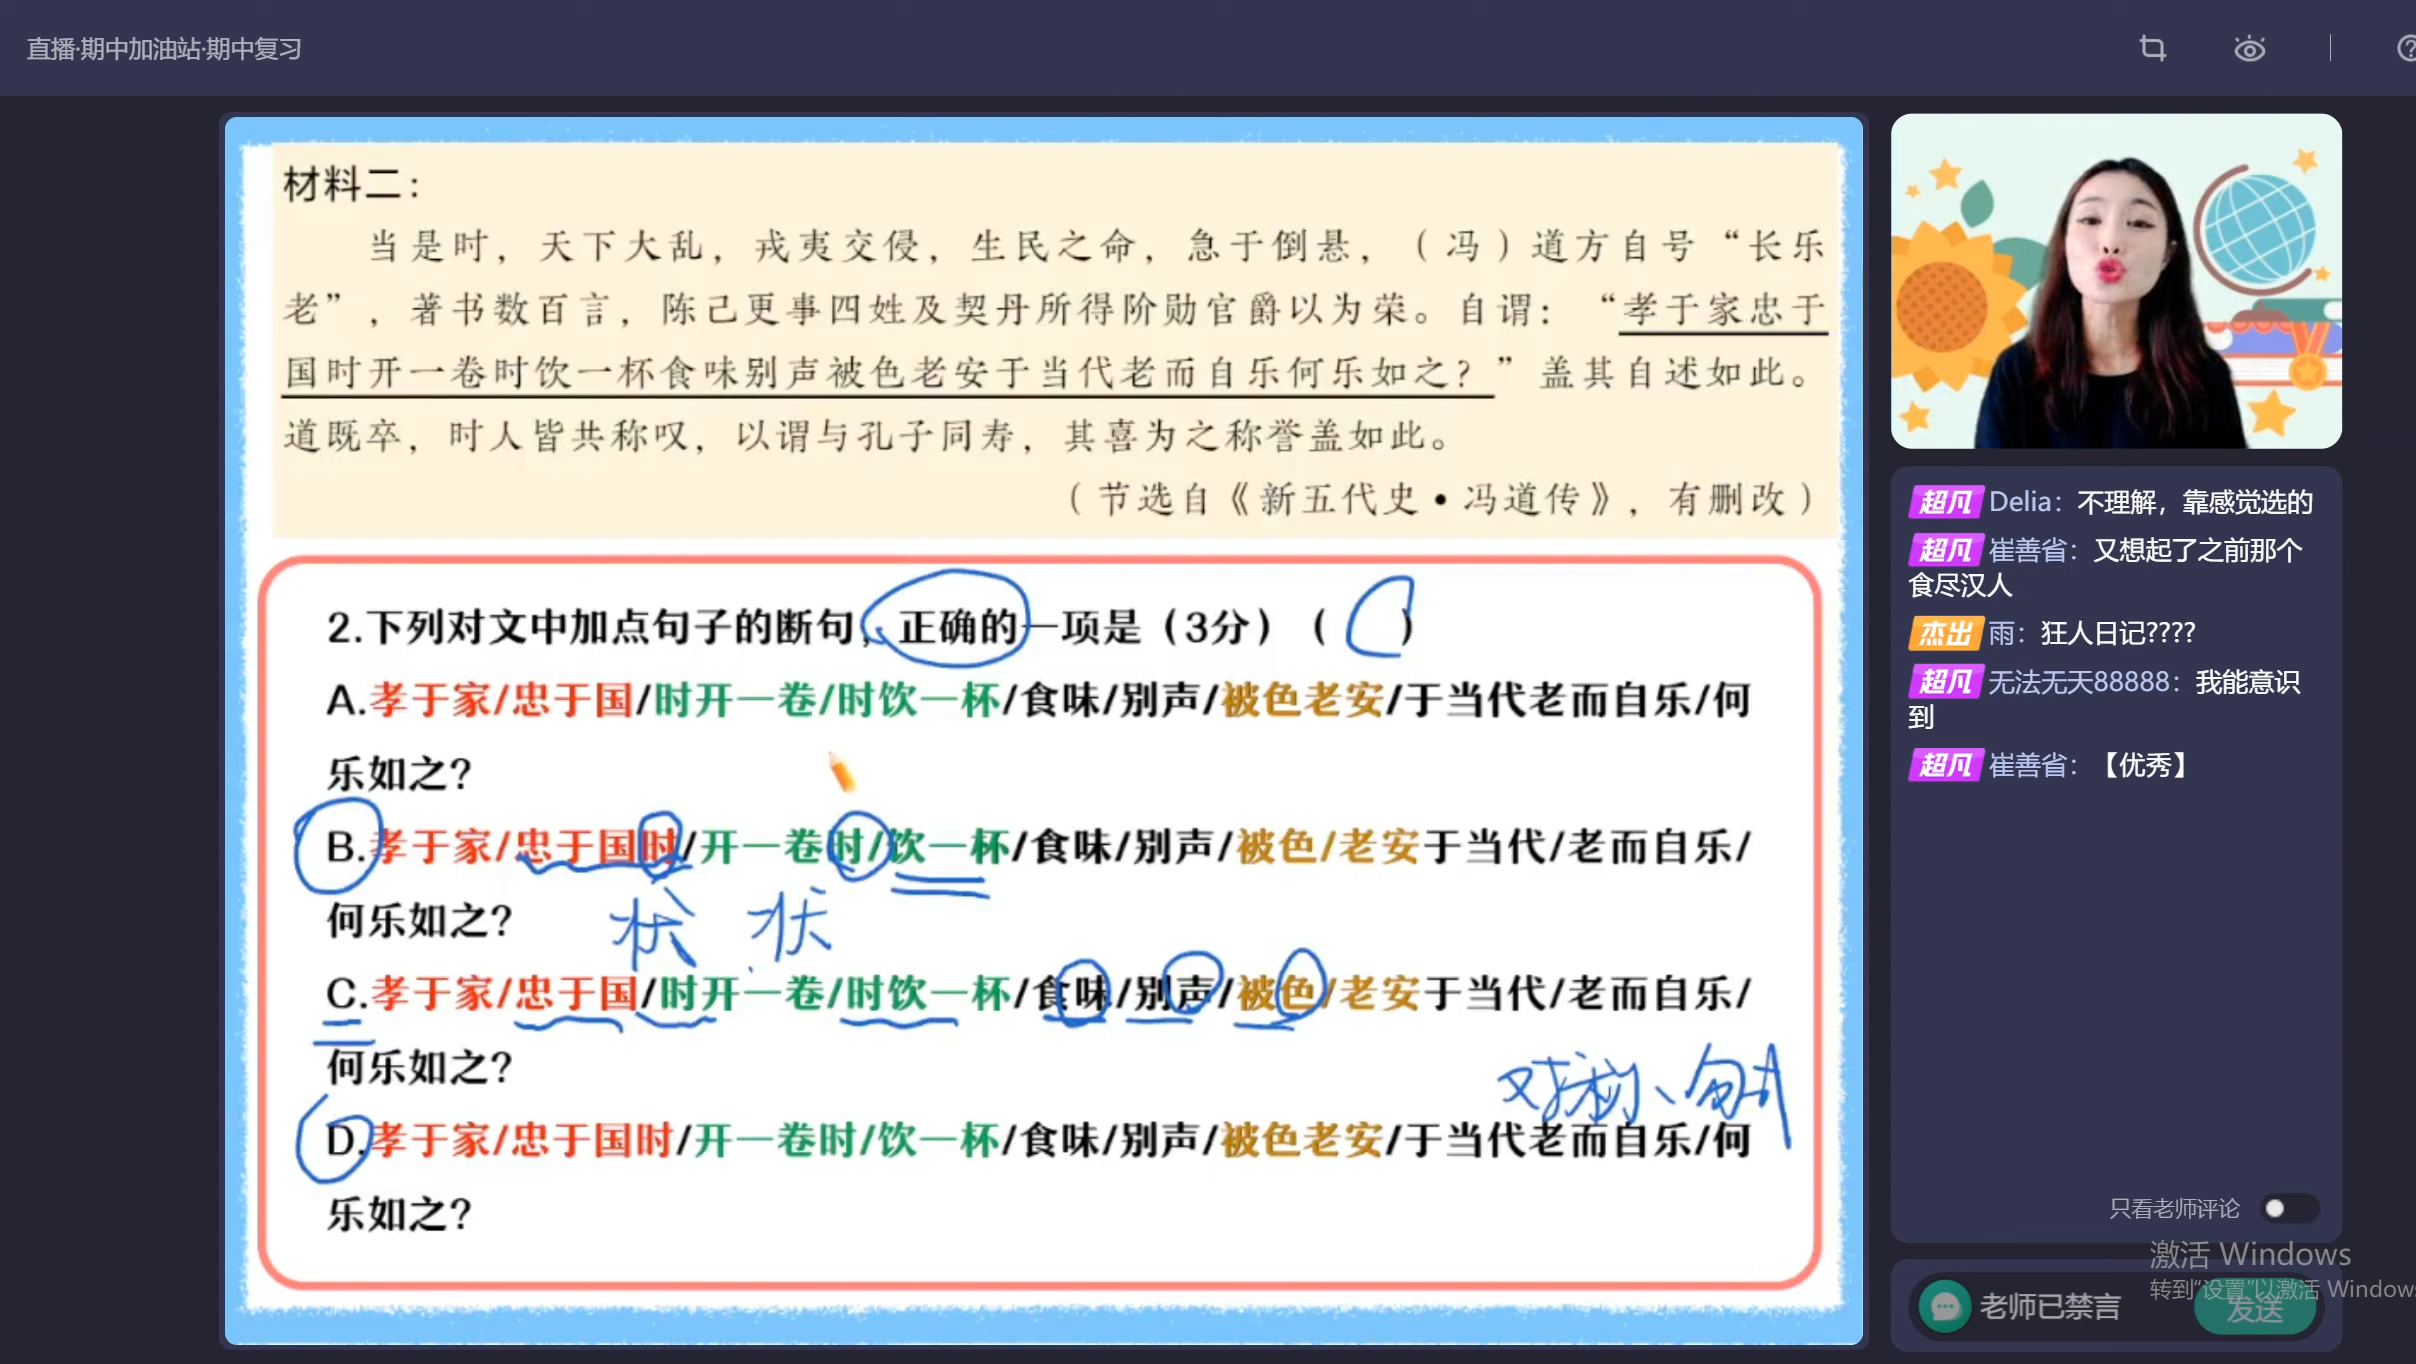 直播·期中加油站·期中复习
材料二：
当是时，天下大乱，戎夷交侵，生民之命，急于倒悬，（冯）道方自号“长乐
老”，著书数百言，陈己更事四姓及契丹所得阶勋官爵以为荣。自谓：“孝于家忠于
国时开一卷时饮一杯食味别声被色老安于当代老而自乐何乐如之？”盖其自述如此。
道既卒，时人皆共称叹，以谓与孔子同寿，其喜为之称誉盖如此。
（节选自《新五代史•冯道传》，有删改）
2.下列对文中加点句子的断句，正确的一项是（3分）（ ）
A.孝于家/忠于国/时开一卷/时饮一杯/食味/别声/被色老安/于当代老而自乐/何
乐如之？
B.孝于家/忠于国时/开一卷时/饮一杯/食味/别声/被色/老安于当代/老而自乐/
何乐如之？
状 状
C.孝于家/忠于国/时开一卷/时饮一杯/食味/别声/被色/老安于当代/老而自乐/
何乐如之？
对称、句式
D.孝于家/忠于国时/开一卷时/饮一杯/食味/别声/被色老安/于当代老而自乐/何
乐如之？
超凡 Delia：不理解，靠感觉选的
超凡 崔善省：又想起了之前那个
食尽汉人
杰出 雨：狂人日记????
超凡 无法无天88888：我能意识
到
超凡 崔善省：【优秀】
只看老师评论
激活 Windows
转到“设置”以激活 Windows
老师已禁言
发送